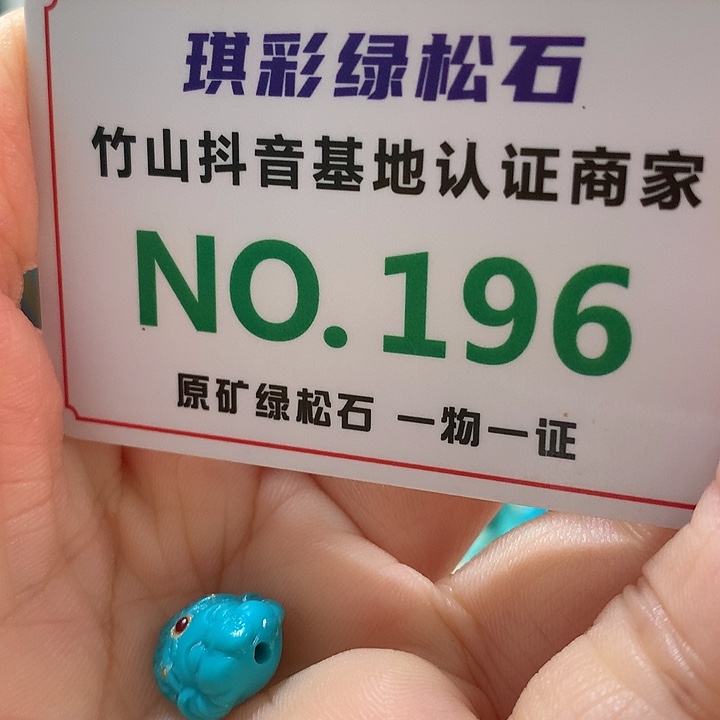 琪彩绿松石
竹山抖音基地认证商家
NO.196
原矿绿松石 一物一证